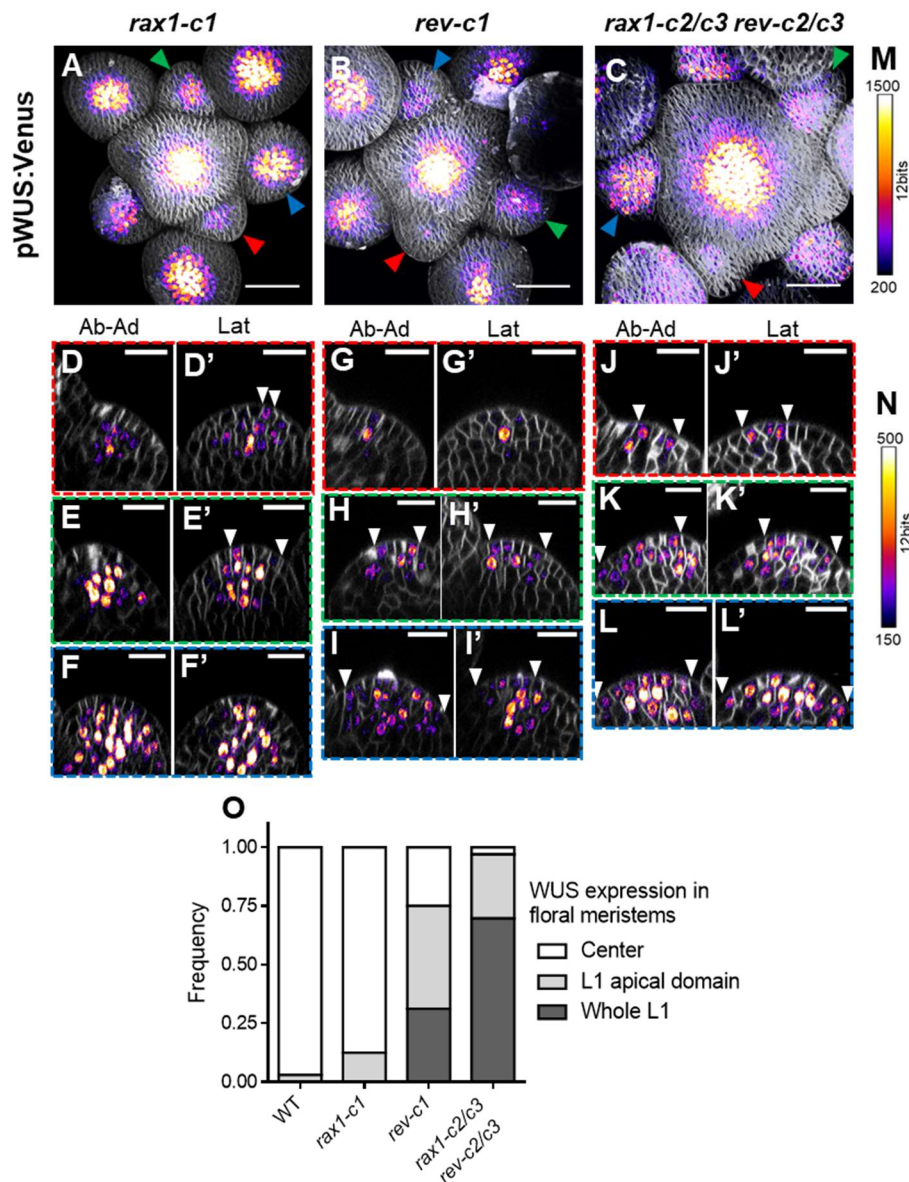 rax1-c1 rev-c1 rax1-c2/c3 rev-c2/c3
pWUS:Venus
A B C M
1500
12bits
200
Ab-Ad Lat Ab-Ad Lat
D D' G G' J J' N
500
12bits
150
E E' H H' K K'
F F' I I' L L'
O
Frequency
1.00
0.75
0.50
0.25
0.00
WT
rax1-c1
rev-c1
rax1-c2/c3
rev-c2/c3
WUS expression in
floral meristems
Center
L1 apical domain
Whole L1